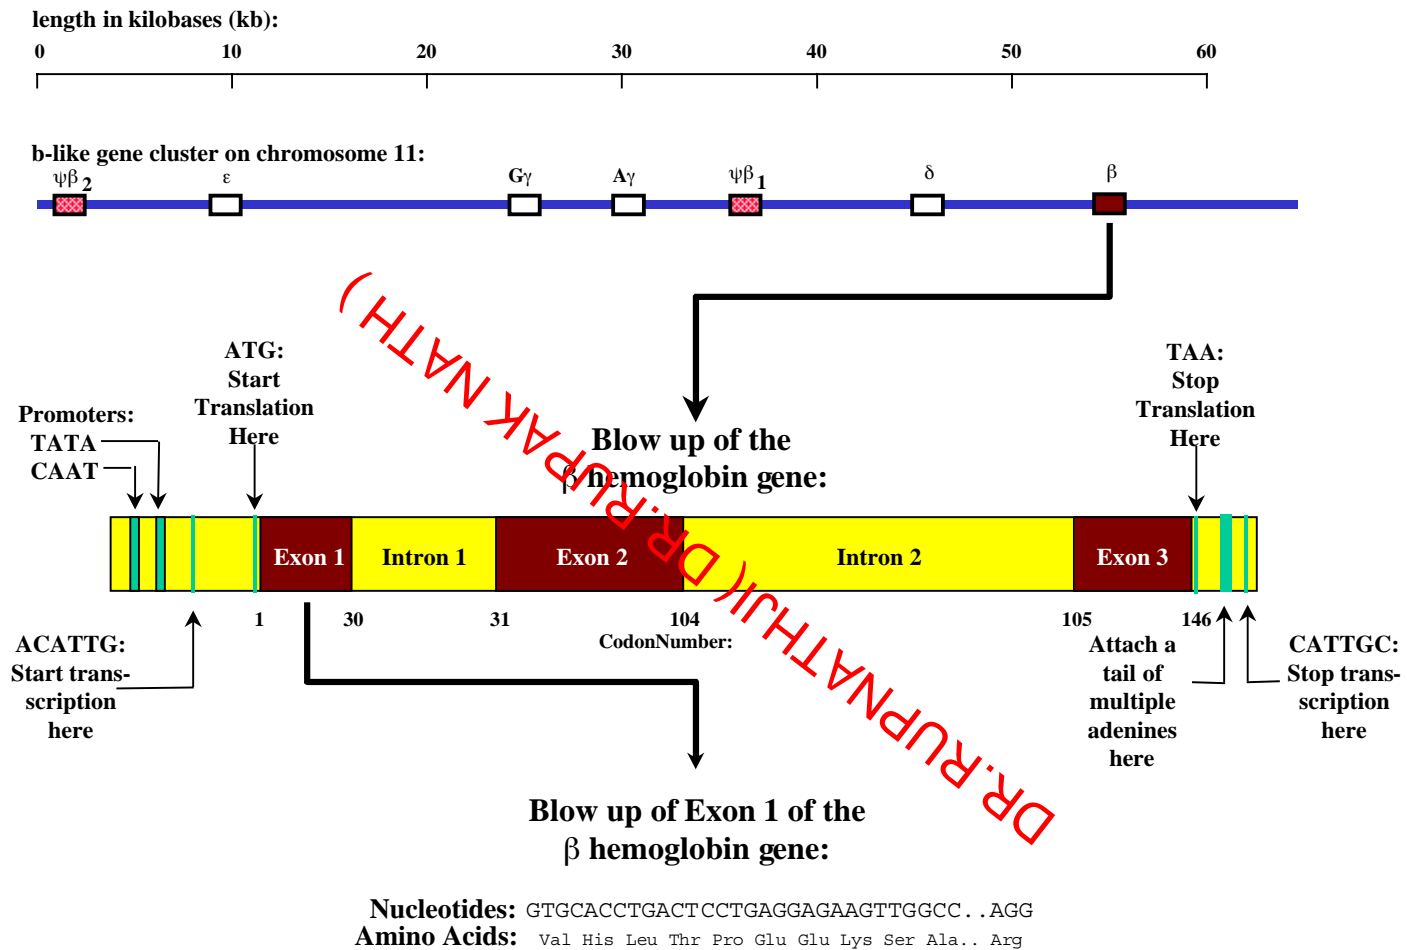 length in kilobases (kb):
0 10 20 30 40 50 60
b-like gene cluster on chromosome 11:
ψβ2 ε Gγ Aγ ψβ1 δ β
ATG:
Start
Translation
Here
TAA:
Stop
Translation
Here
Promoters:
TATA
CAAT
Blow up of the
β hemoglobin gene:
Exon 1 Intron 1 Exon 2 Intron 2 Exon 3
1 30 31 104 105 146
CodonNumber:
ACATTG:
Start trans-
scription
here
Attach a
tail of
multiple
adenines
here
CATTGC:
Stop trans-
scription
here
DR.RUPNATHJI( DR.RUPAK NATH )
Blow up of Exon 1 of the
β hemoglobin gene:
Nucleotides: GTGCACCTGACTCCTGAGGAGAAGTTGGCC..AGG
Amino Acids: Val His Leu Thr Pro Glu Glu Lys Ser Ala.. Arg